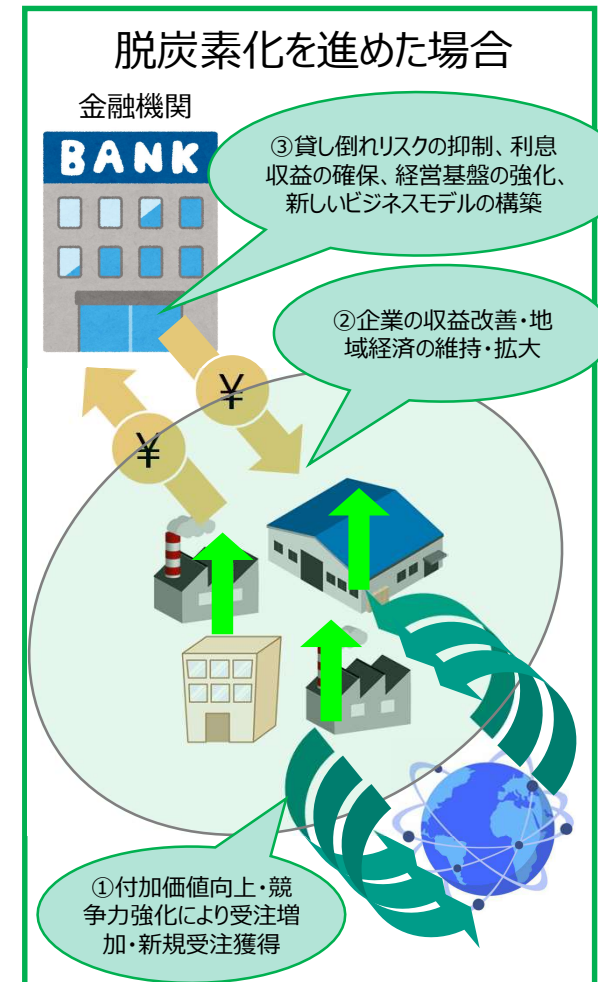 脱炭素化を進めた場合
金融機関
BANK
③貸し倒れリスクの抑制、利息
収益の確保、経営基盤の強化、
新しいビジネスモデルの構築
②企業の収益改善・地
域経済の維持・拡大
¥
¥
①付加価値向上・競
争力強化により受注増
加・新規受注獲得